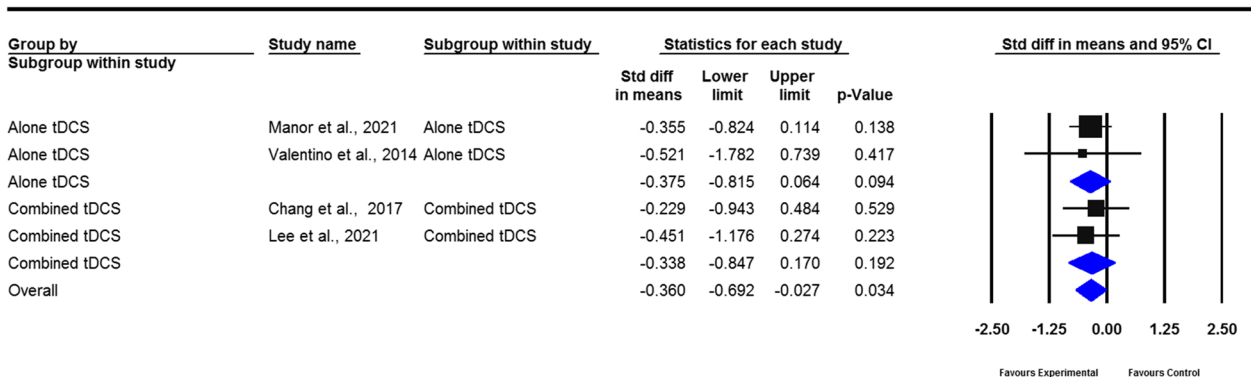 Group by Study name Subgroup within study Statistics for each study Std diff in means and 95% CI
Subgroup within study
Std diff Lower Upper
in means limit limit p-Value
Alone tDCS Manor et al., 2021 Alone tDCS -0.355 -0.824 0.114 0.138
Alone tDCS Valentino et al., 2014 Alone tDCS -0.521 -1.782 0.739 0.417
Alone tDCS -0.375 -0.815 0.064 0.094
Combined tDCS Chang et al., 2017 Combined tDCS -0.229 -0.943 0.484 0.529
Combined tDCS Lee et al., 2021 Combined tDCS -0.451 -1.176 0.274 0.223
Combined tDCS -0.338 -0.847 0.170 0.192
Overall -0.360 -0.692 -0.027 0.034
-2.50 -1.25 0.00 1.25 2.50
Favours Experimental Favours Control